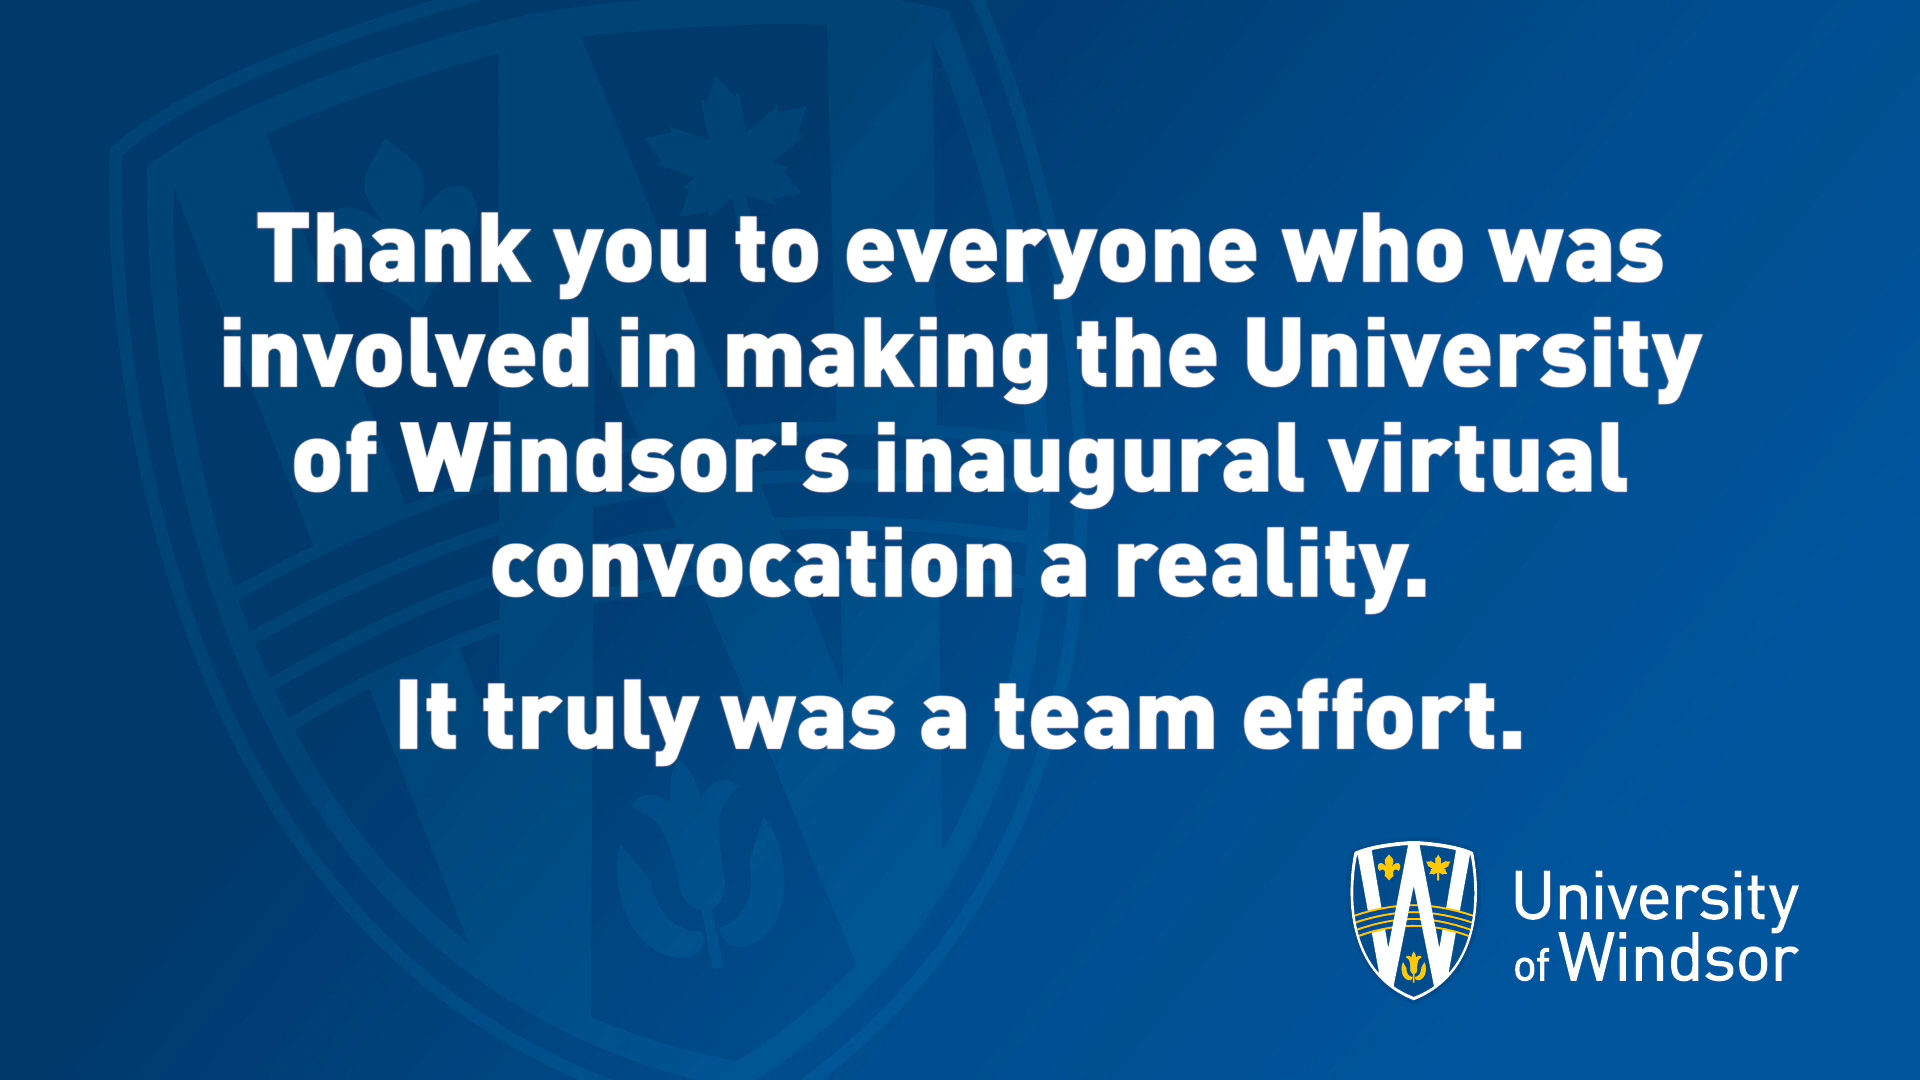 Thank you to everyone who was
involved in making the University
of Windsor's inaugural virtual
convocation a reality.
It truly was a team effort.
University
of Windsor